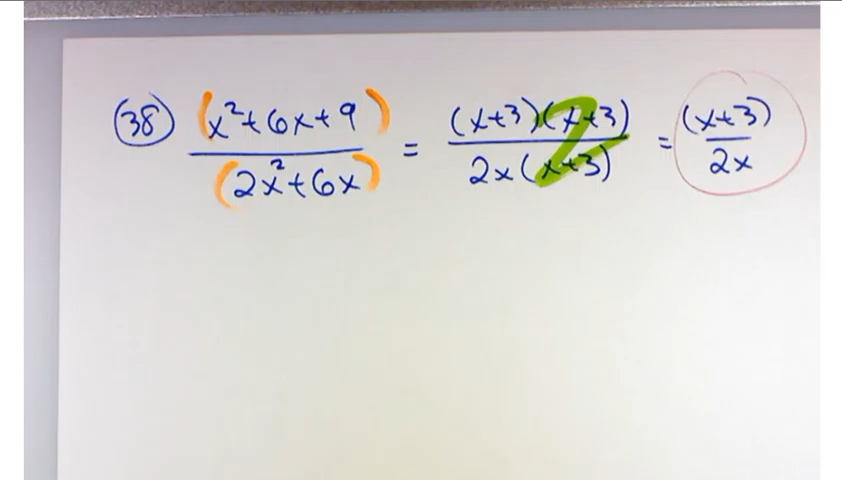 (38) (x²+6x+9)/(2x²+6x) = (x+3)(x+3)/2x(x+3) = (x+3)/2x